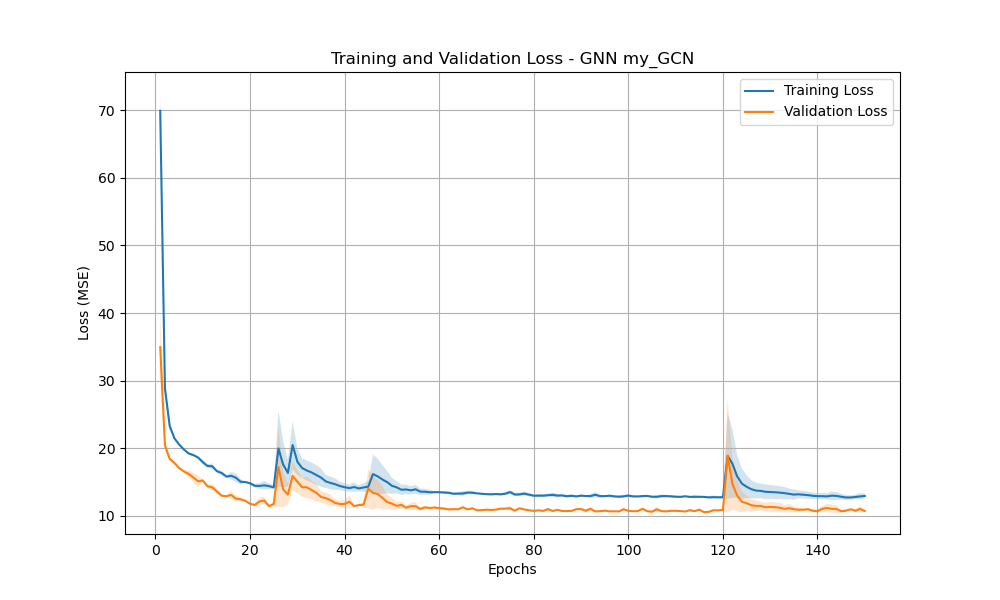 Training and Validation Loss - GNN my_GCN
Training Loss
Validation Loss
70
60
50
40
30
20
10
Loss (MSE)
0 20 40 60 80 100 120 140
Epochs